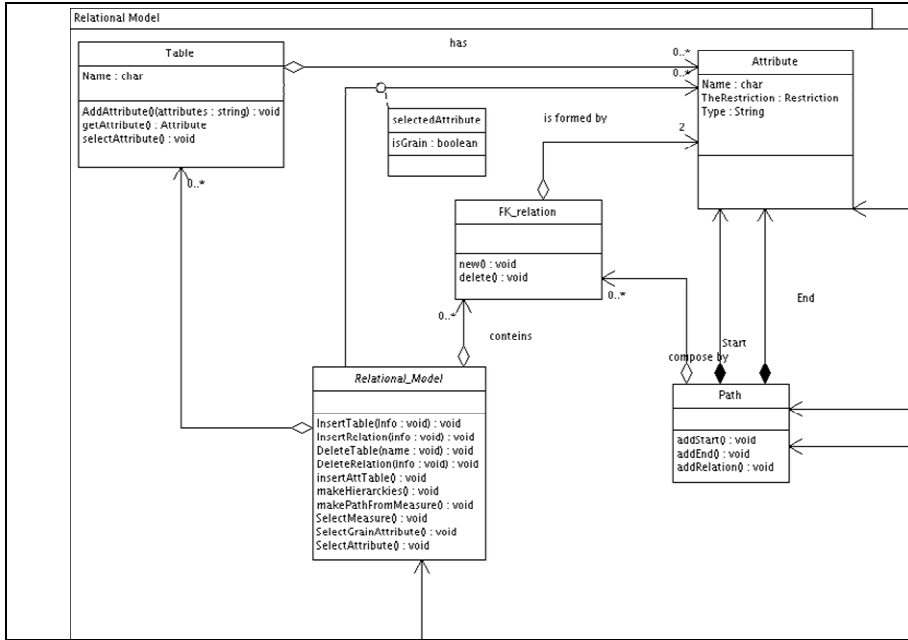 Relational Model
Table
Name : char
AddAttribute()(attributes : string) : void
getAttribute() : Attribute
selectAttribute() : void
has
0..*
0..*
Attribute
Name : char
TheRestriction : Restriction
Type : String
selectedAttribute
isGrain : boolean
is formed by
2
0..*
FK_relation
new() : void
delete() : void
0..*
0..*
conteins
End
Start
compose by
Relational_Model
InsertTable(Info : void) : void
InsertRelation(info : void) : void
DeleteTable(name : void) : void
DeleteRelation(info : void) : void
insertAttTable() : void
makeHierarckies() : void
makePathFromMeasure() : void
SelectMeasure() : void
SelectGrainAttribute() : void
SelectAttribute() : void
Path
addStart() : void
addEnd() : void
addRelation() : void